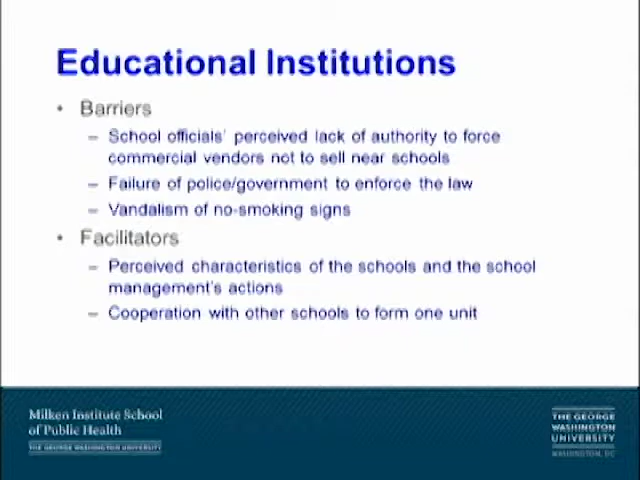 Educational Institutions
• Barriers
– School officials' perceived lack of authority to force
commercial vendors not to sell near schools
– Failure of police/government to enforce the law
– Vandalism of no-smoking signs
• Facilitators
– Perceived characteristics of the schools and the school
management's actions
– Cooperation with other schools to form one unit
Milken Institute School
of Public Health
THE GEORGE WASHINGTON UNIVERSITY
THE GEORGE
WASHINGTON
UNIVERSITY
WASHINGTON, DC